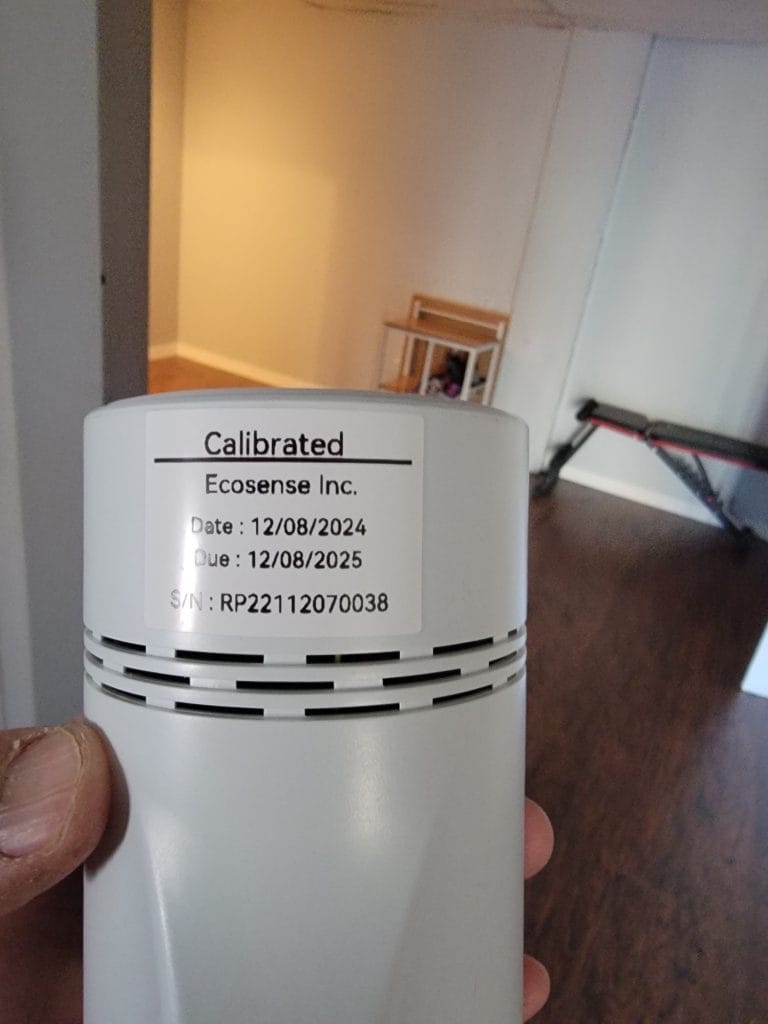 Calibrated
Ecosense Inc.
Date : 12/08/2024
Due : 12/08/2025
S/N : RP22112070038